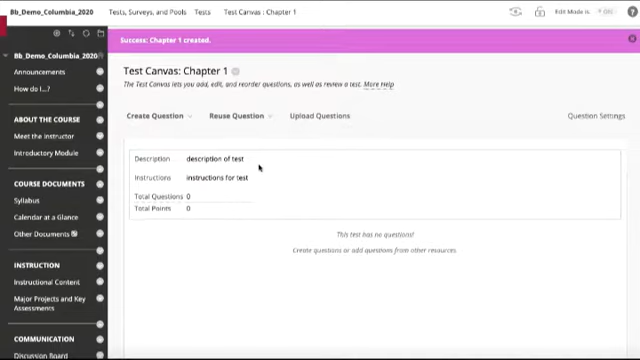 Bb_Demo_Columbia_2020
Tests, Surveys, and Pools
Tests
Test Canvas : Chapter 1
Edit Mode is:
Success: Chapter 1 created.
Bb_Demo_Columbia_2020
Announcements
How do I...?
ABOUT THE COURSE
Meet the Instructor
Introductory Module
COURSE DOCUMENTS
Syllabus
Calendar at a Glance
Other Documents
INSTRUCTION
Instructional Content
Major Projects and Key
Assessments
COMMUNICATION
Discussion Board
Test Canvas: Chapter 1
The Test Canvas lets you add, edit, and reorder questions, as well as review a test. More Help
Create Question
Reuse Question
Upload Questions
Question Settings
Description description of test
Instructions instructions for test
Total Questions 0
Total Points 0
This test has no questions!
Create questions or add questions from other resources.